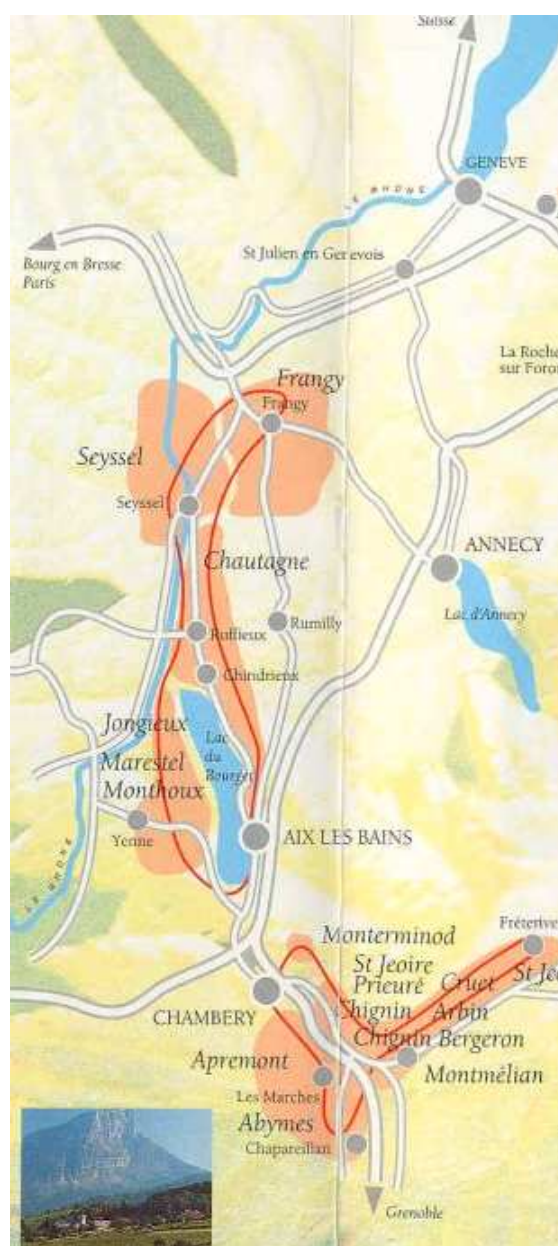 Suisse
GENEVE
LE RHONE
St Julien en Genevois
Bourg en Bresse
Paris
La Roche
sur Foron
Frangy
Frangy
Seyssel
Seyssel
ANNECY
Chautagne
Lac d'Annecy
Rumilly
Ruffieux
Chindrieux
Jongieux
Lac
du
Bourget
Marestel
Monthoux
Yenne
AIX LES BAINS
LE RHONE
Fréterive
Monterminod
St Jeoire
Prieuré
Cruet
St Je
CHAMBERY
Chignin
Arbin
Chignin Bergeron
Apremont
Montmélian
Les Marches
Abymes
Chapareillan
Grenoble